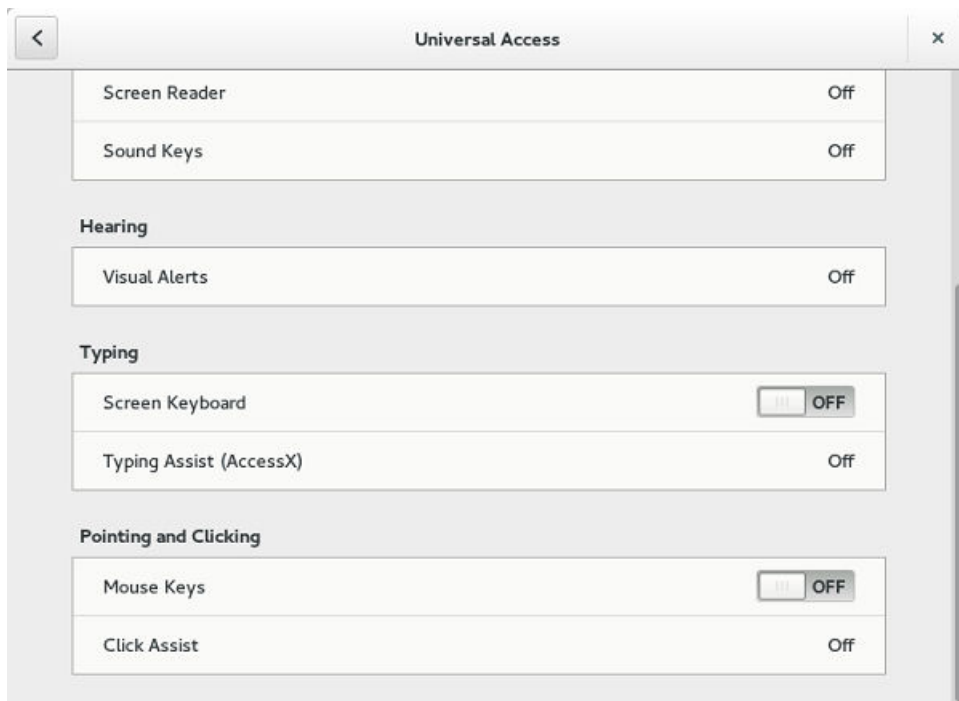 Universal Access
Screen Reader Off
Sound Keys Off
Hearing
Visual Alerts Off
Typing
Screen Keyboard OFF
Typing Assist (AccessX) Off
Pointing and Clicking
Mouse Keys OFF
Click Assist Off